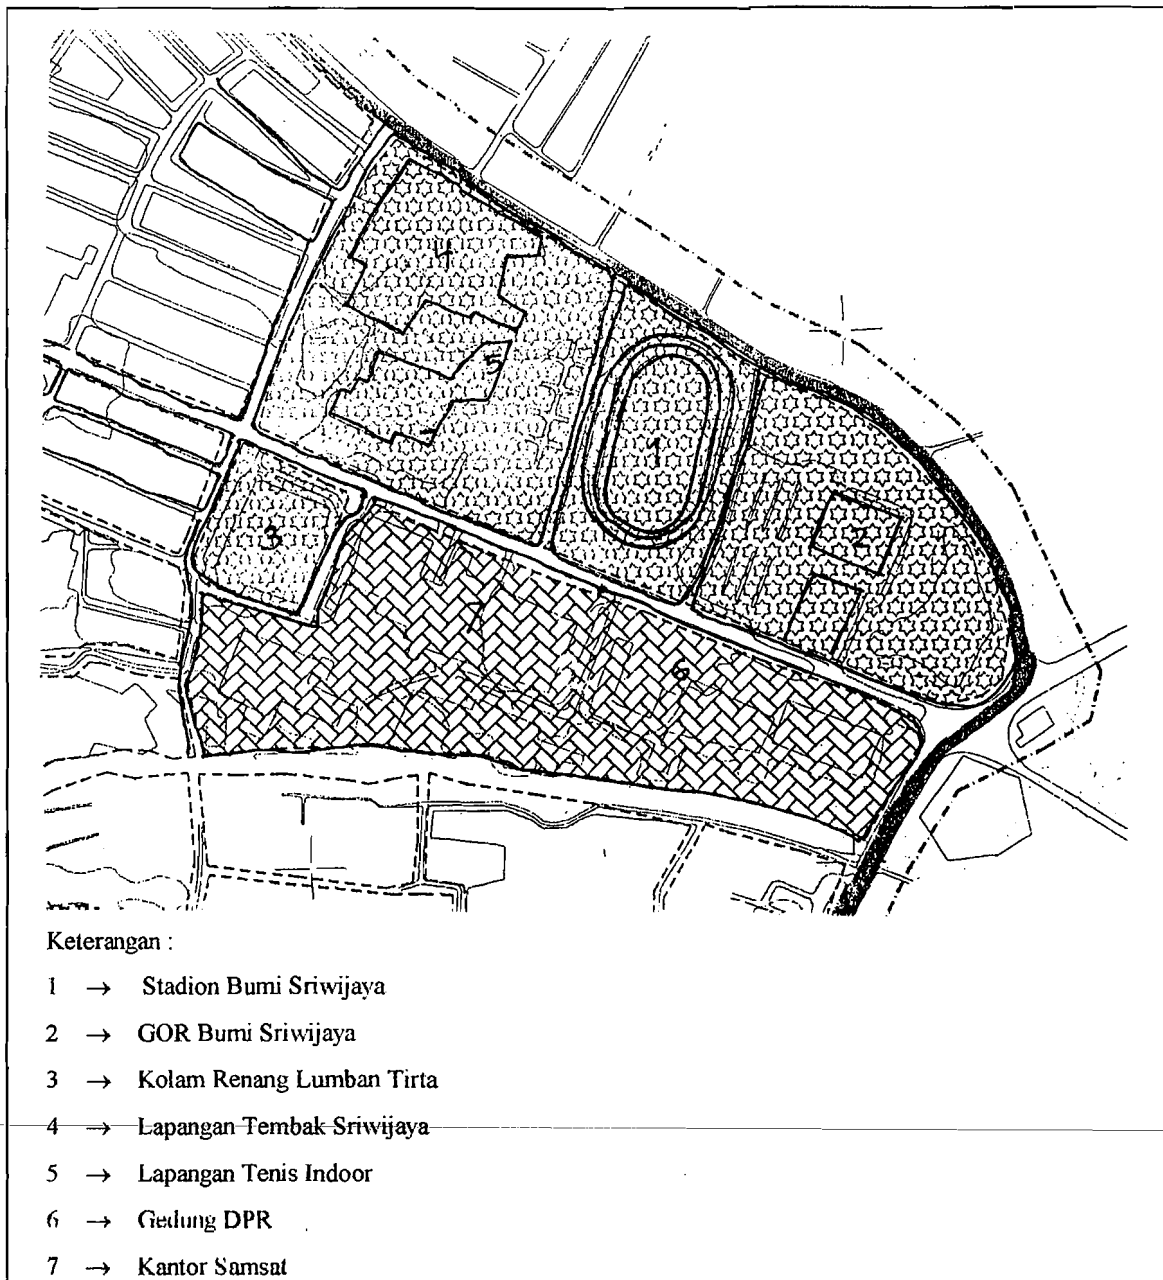 4
5
1
2
3
7
6
Keterangan :
1 → Stadion Bumi Sriwijaya
2 → GOR Bumi Sriwijaya
3 → Kolam Renang Lumban Tirta
4 → Lapangan Tembak Sriwijaya
5 → Lapangan Tenis Indoor
6 → Gedung DPR
7 → Kantor Samsat